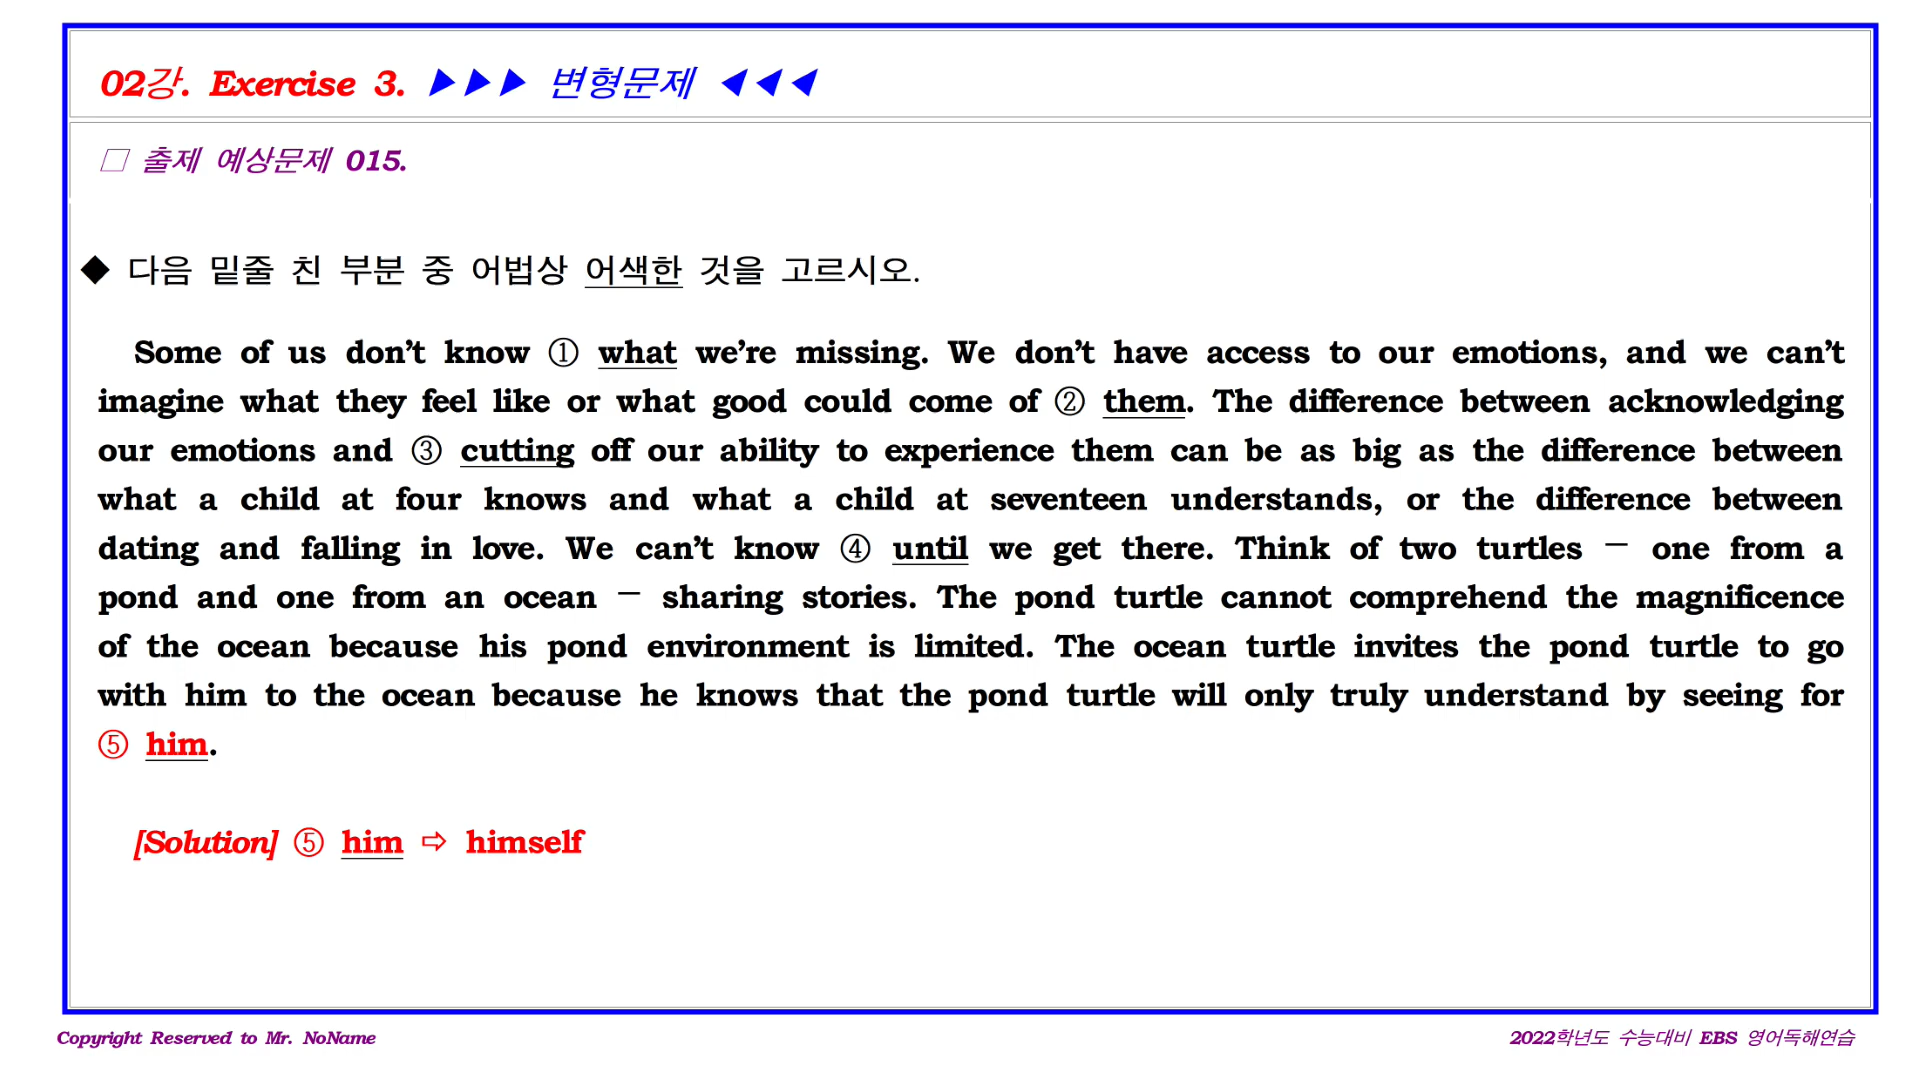 02강. Exercise 3. ▶▶▶ 변형문제 ◀◀◀
□ 출제 예상문제 015.
◆ 다음 밑줄 친 부분 중 어법상 어색한 것을 고르시오.
Some of us don’t know ① what we’re missing. We don’t have access to our emotions, and we can’t
imagine what they feel like or what good could come of ② them. The difference between acknowledging
our emotions and ③ cutting off our ability to experience them can be as big as the difference between
what a child at four knows and what a child at seventeen understands, or the difference between
dating and falling in love. We can’t know ④ until we get there. Think of two turtles － one from a
pond and one from an ocean － sharing stories. The pond turtle cannot comprehend the magnificence
of the ocean because his pond environment is limited. The ocean turtle invites the pond turtle to go
with him to the ocean because he knows that the pond turtle will only truly understand by seeing for
⑤ him.
[Solution] ⑤ him ⇨ himself
Copyright Reserved to Mr. NoName
2022학년도 수능대비 EBS 영어독해연습